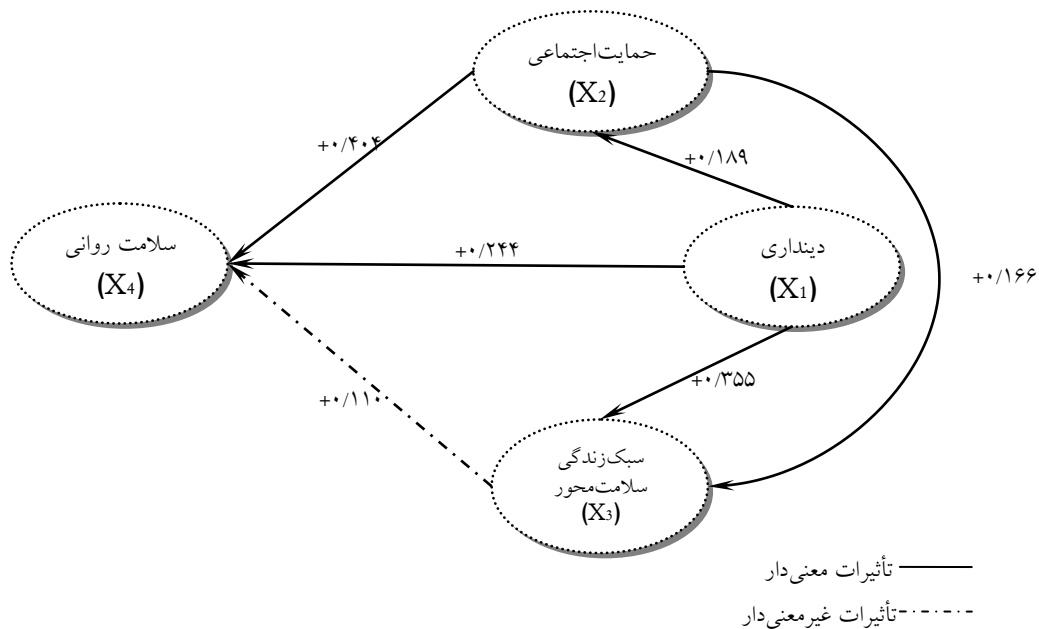 حمایت‌اجتماعی
(X2)
+۰/۴۰۴
+۰/۱۸۹
دینداری
(X1)
سلامت روانی
(X4)
+۰/۲۴۴
+۰/۱۶۶
+۰/۳۵۵
+۰/۱۱۰
سبک‌زندگی
سلامت‌محور
(X3)
تأثیرات معنی‌دار
تأثیرات غیرمعنی‌دار